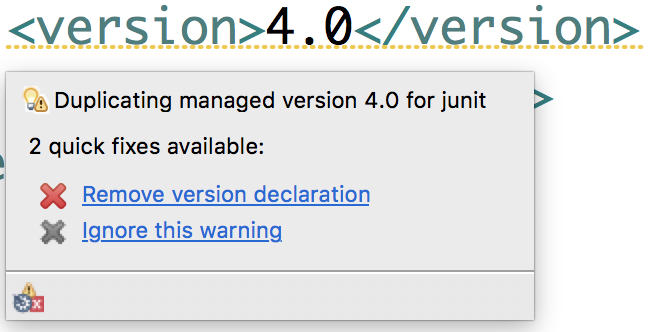 <version>4.0</version>
Duplicating managed version 4.0 for junit
>
2 quick fixes available:
e
Remove version declaration
Ignore this warning